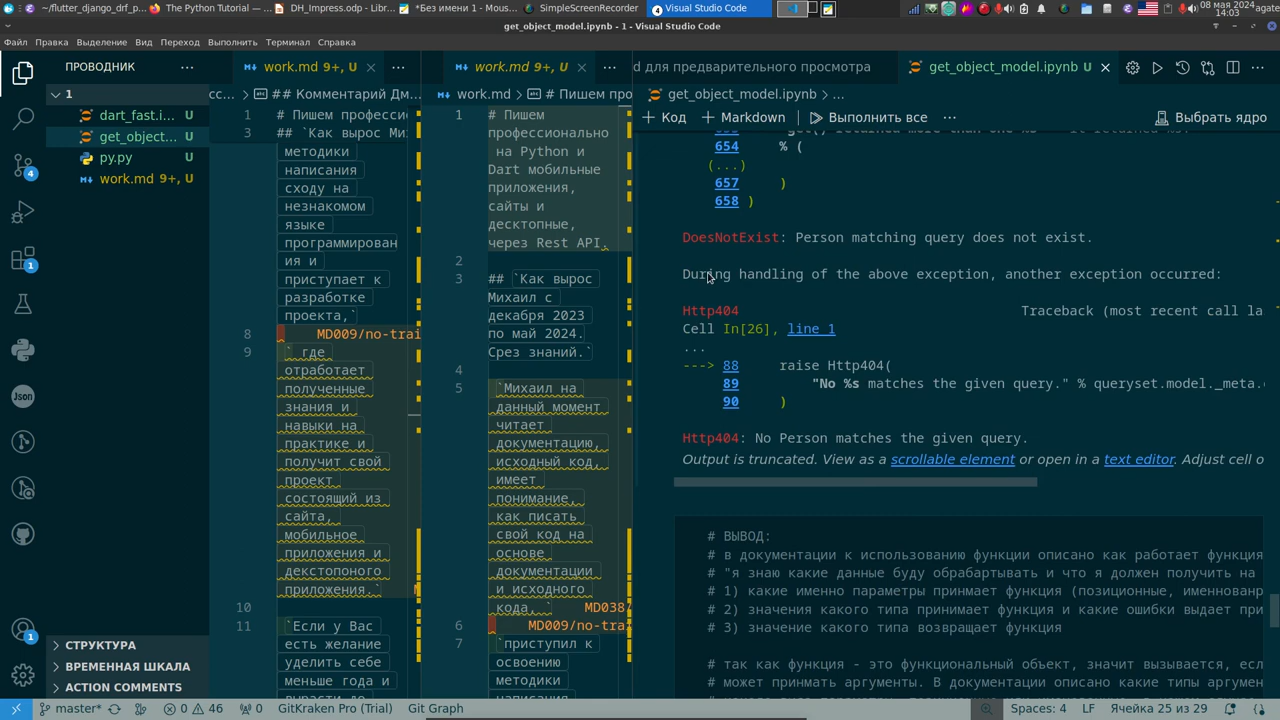 ~/flutter_django_drf_p...
The Python Tutorial — ...
DH_Impress.odp — ...
*Без имени 1 - Mous...
SimpleScreenRecorder
Visual Studio Code
08 мая 2024
14:03
agate
get_object_model.ipynb - 1 - Visual Studio Code
Файл Правка Выделение Вид Переход Выполнить Терминал Справка
ПРОВОДНИК
1
dart_fast.i...
get_object... U
py.py
work.md 9+, U
СТРУКТУРА
ВРЕМЕННАЯ ШКАЛА
ACTION COMMENTS
work.md 9+, U
сс... > ## Комментарий Дм...
1 # Пишем професси
3 ## `Как вырос Ми
методики
написания
сходу на
незнакомом
языке
программирован
ия и
приступает к
разработке
проекта,`
8 MD009/no-trai
9 ` где
отработает
полученные
знания и
навыки на
практике и
получит свой
проект
состоящий из
сайта,
мобильное
приложения и
декстопоного
приложения.`
10
11 `Если у Вас
есть желание
уделить себе
меньше года и
вырасти до
work.md 9+, U
work.md > # Пишем про
1 # Пишем
профессионально
на Python и
Dart мобильные
приложения,
сайты и
десктопные,
через Rest API.
2
3 ## `Как вырос
Михаил с
декабря 2023
по май 2024.
Срез знаний.`
4
5 `Михаил на
данный момент
читает
документацию,
исходный код,
имеет
понимание,
как писать
свой код на
основе
документации
и исходного
кода, ` MD038/
6 MD009/no-tra
7 `приступил к
освоению
методики
написания
d для предварительного просмотра
get_object_model.ipynb U
get_object_model.ipynb > ...
+ Код + Markdown Выполнить все ... Выбрать ядро
654 % (
(...)
657 )
658 )
DoesNotExist: Person matching query does not exist.
During handling of the above exception, another exception occurred:
Http404 Traceback (most recent call la
Cell In[26], line 1
...
---> 88 raise Http404(
89 "No %s matches the given query." % queryset.model._meta.
90 )
Http404: No Person matches the given query.
Output is truncated. View as a scrollable element or open in a text editor. Adjust cell o
# ВЫВОД:
# в документации к использованию функции описано как работает функция
# "я знаю какие данные буду обрабатывать и что я должен получить на
# 1) какие именно параметры принмает функция (позиционные, именованн
# 2) значения какого типа принимает функция и какие ошибки выдает при
# 3) значение какого типа возвращает функция
# так как функция - это функциональный объект, значит вызывается, есл
# может принмать аргументы. В документации описано какие типы аргумен
master* 0 46 GitKraken Pro (Trial) Git Graph Spaces: 4 LF Ячейка 25 из 29